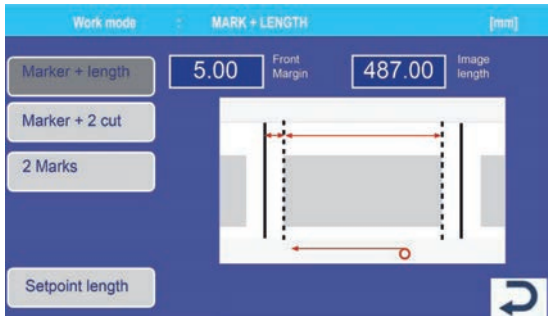 Work mode : MARK + LENGTH [mm]
Marker + length
5.00
Front
Margin
487.00
Image
length
Marker + 2 cut
2 Marks
Setpoint length